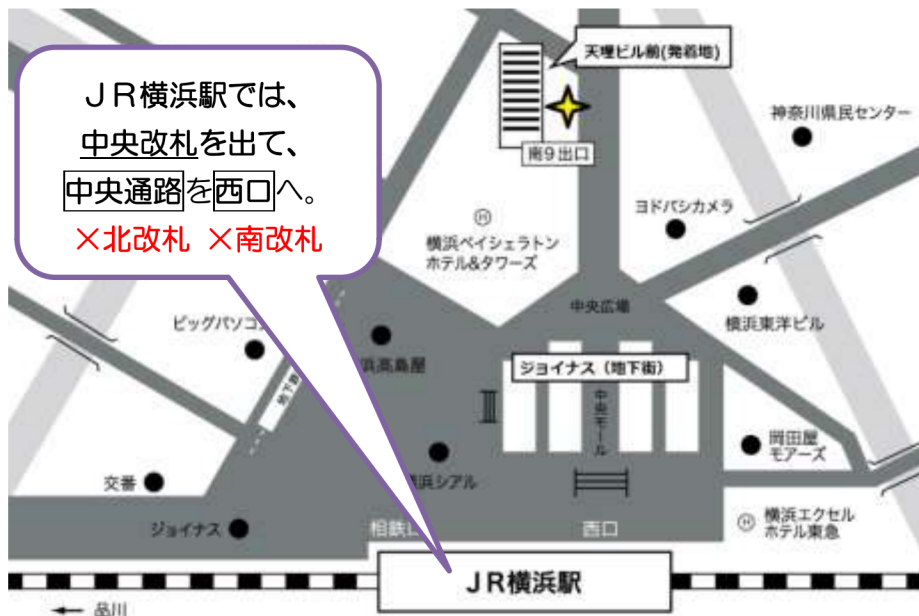 JR横浜駅では、
中央改札を出て、
中央通路を西口へ。
×北改札 ×南改札
天理ビル前(発着地)
南9出口
神奈川県民センター
ヨドバシカメラ
横浜ベイシェラトン
ホテル&タワーズ
中央広場
横浜東洋ビル
ビッグパソコ
浜高島屋
ジョイナス(地下街)
地下鉄
中央モール
岡田屋
モアーズ
交番
浜シアル
横浜エクセル
ホテル東急
ジョイナス
相鉄口
西口
JR横浜駅
← 品川